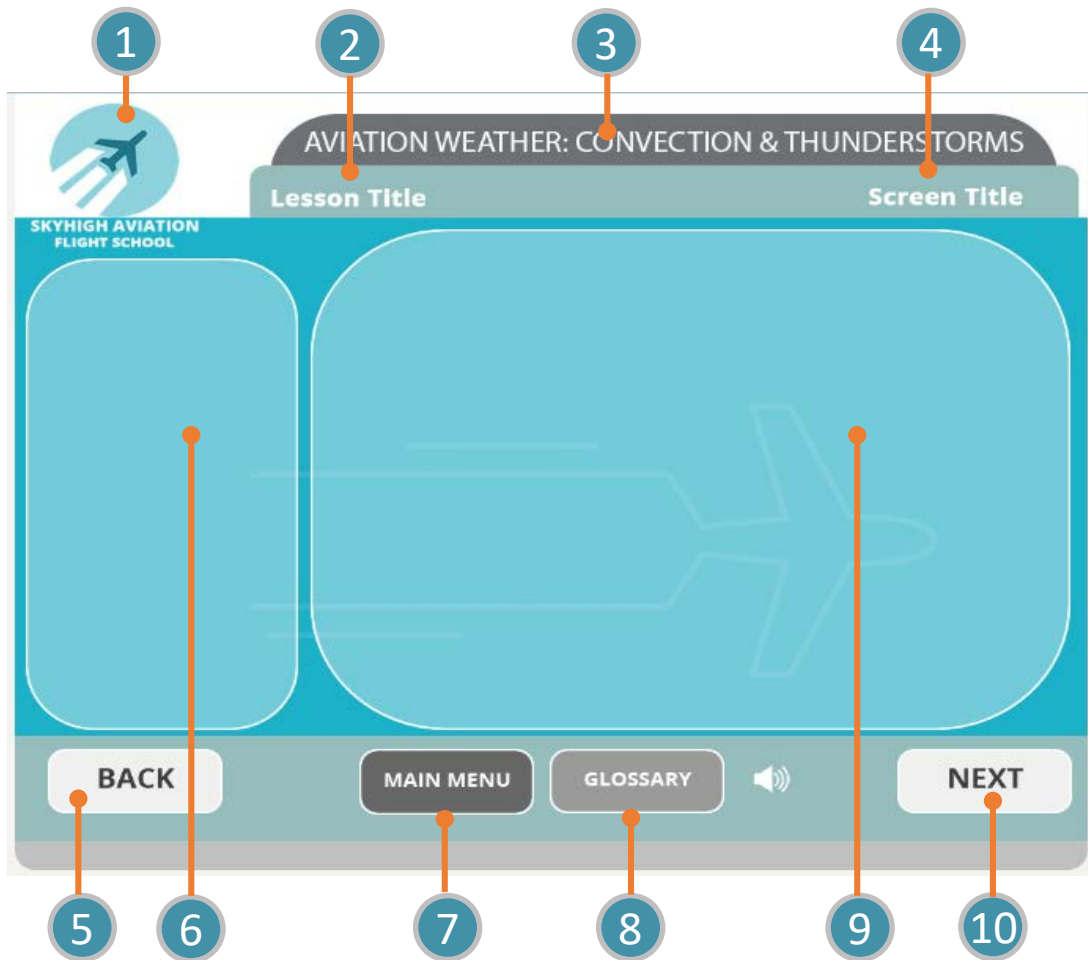 1 2 3 4
AVIATION WEATHER: CONVECTION & THUNDERSTORMS
Lesson Title Screen Title
SKYHIGH AVIATION
FLIGHT SCHOOL
BACK MAIN MENU GLOSSARY NEXT
5 6 7 8 9 10